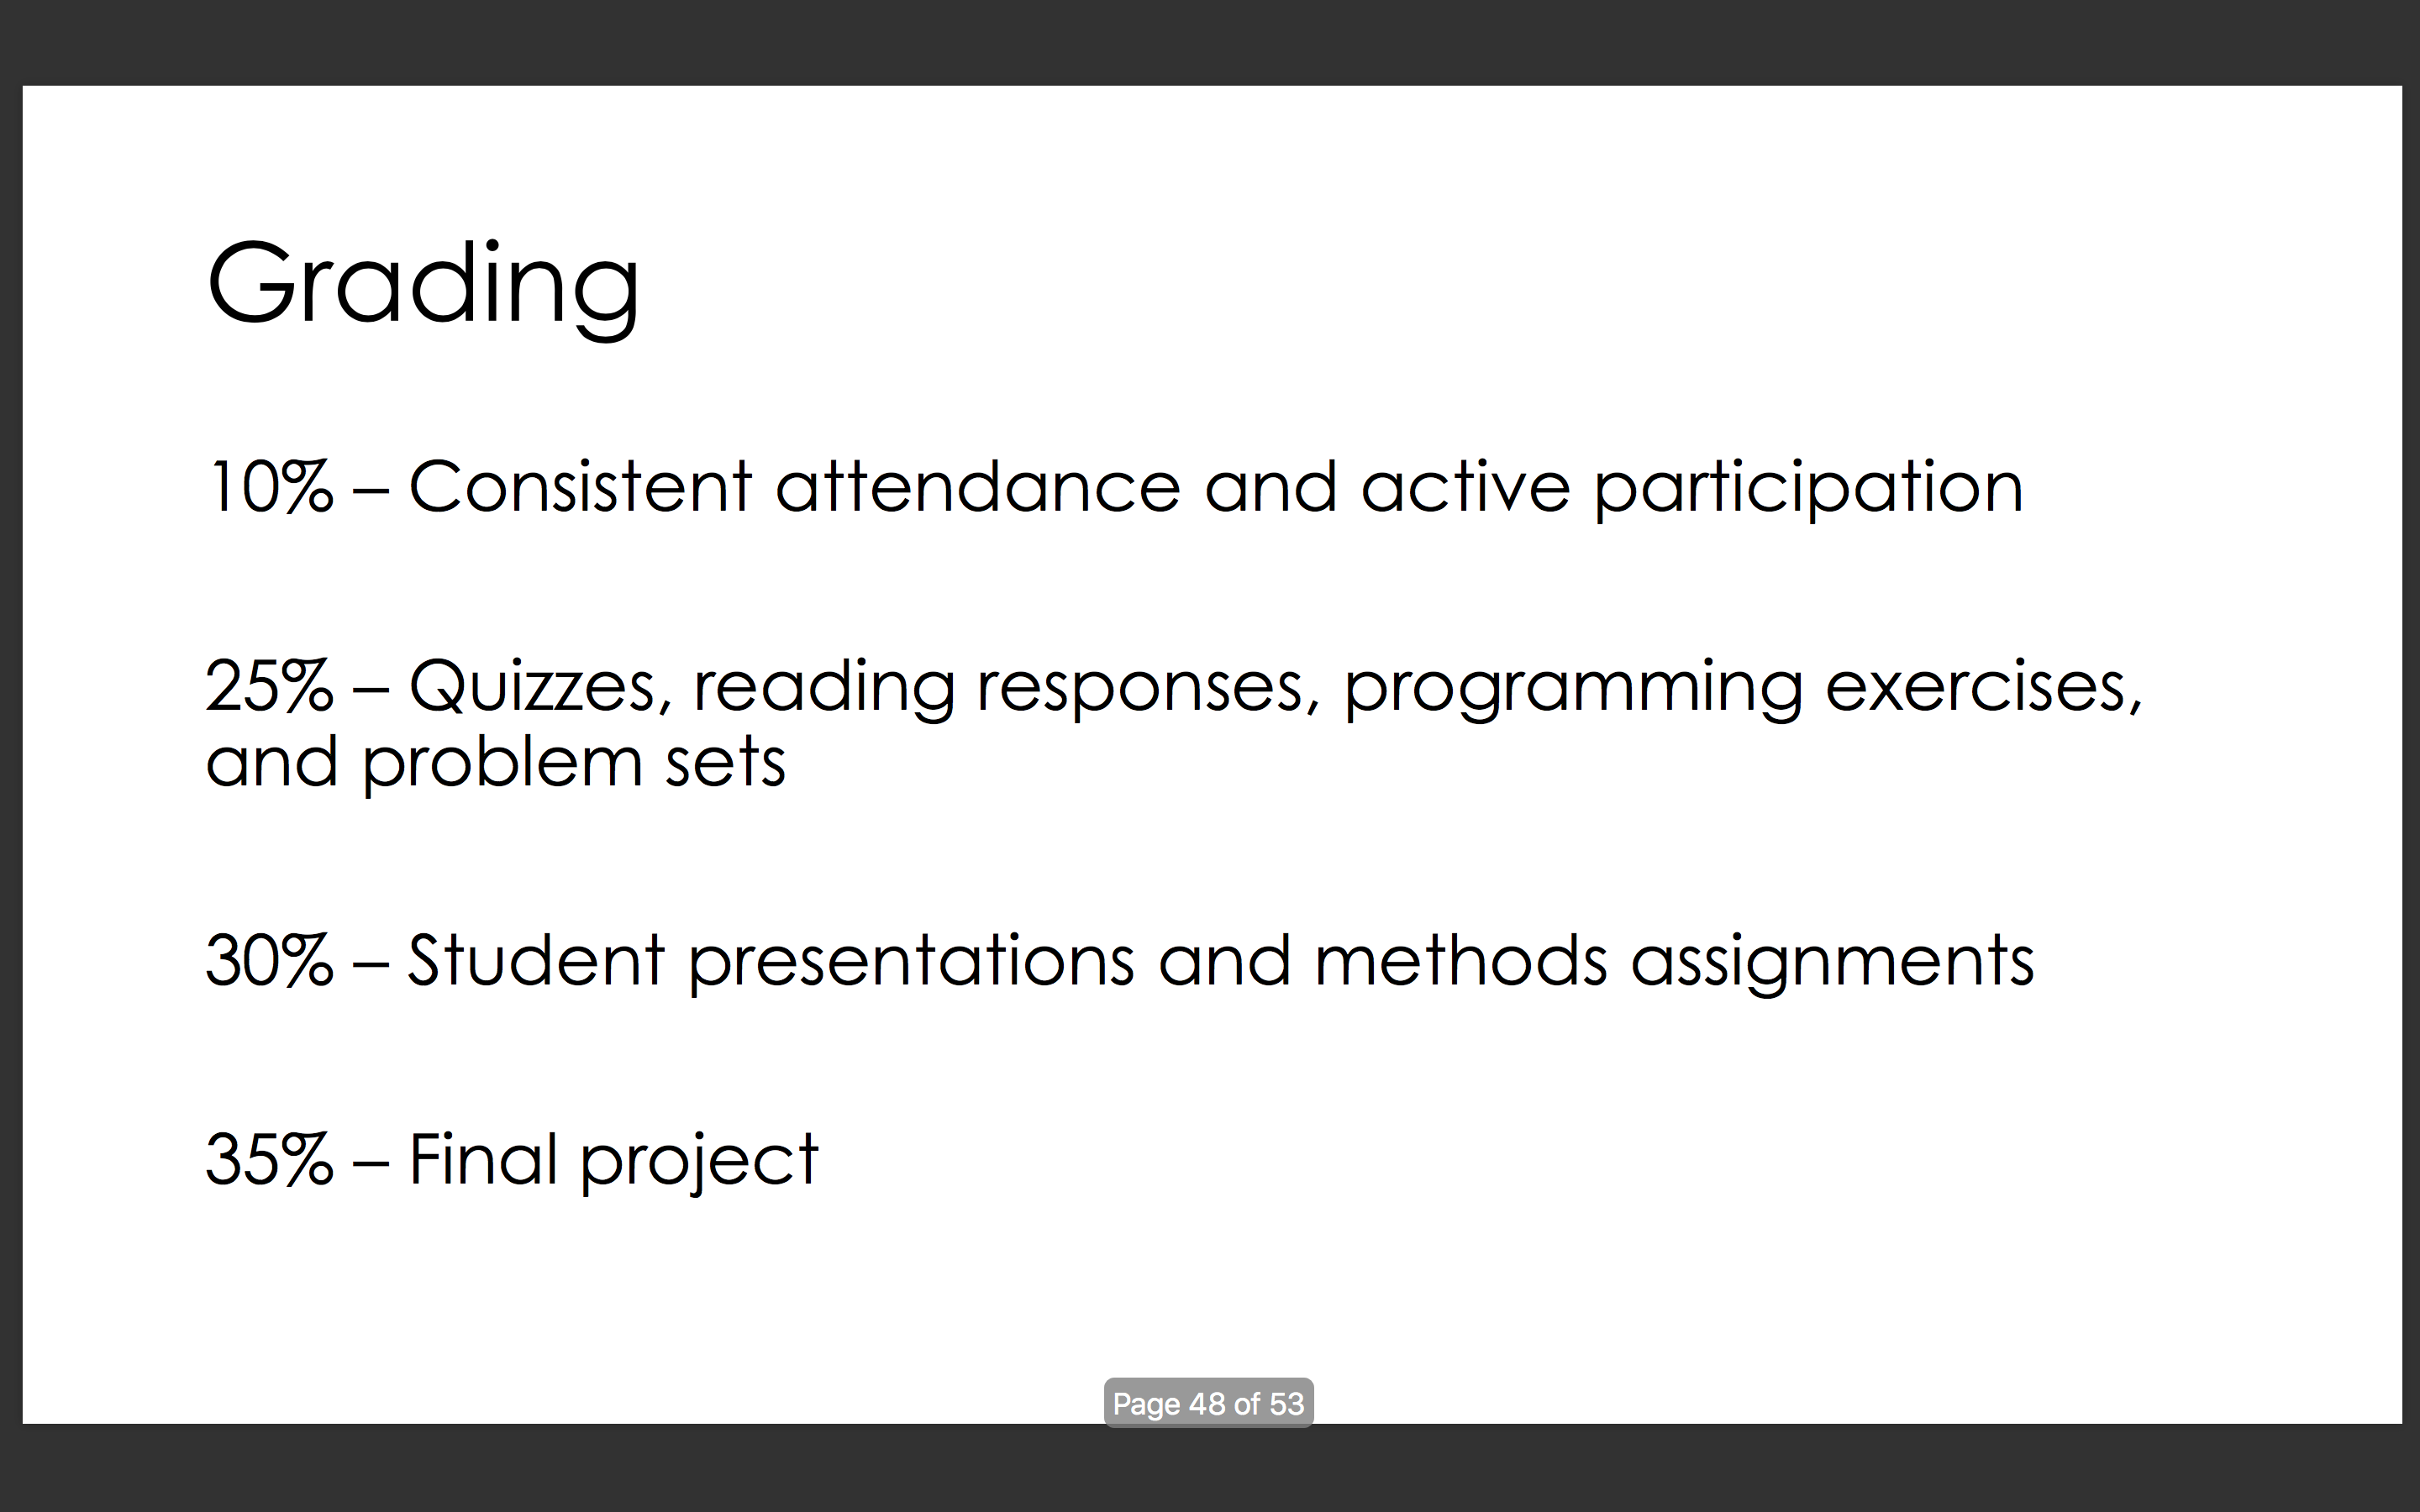 Grading
10% – Consistent attendance and active participation
25% – Quizzes, reading responses, programming exercises,
and problem sets
30% – Student presentations and methods assignments
35% – Final project
Page 48 of 53